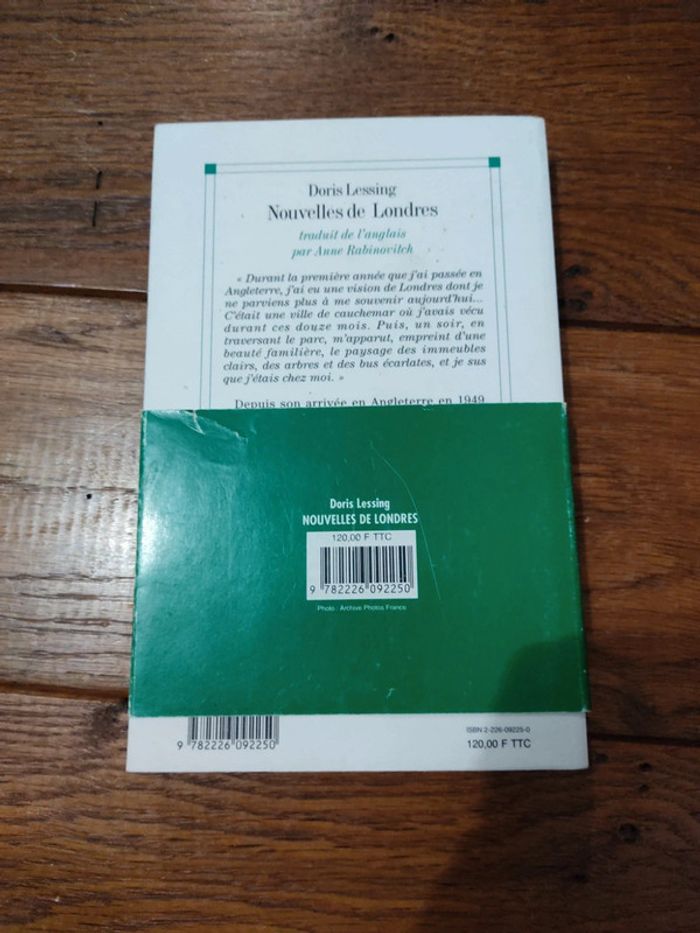 Doris Lessing
Nouvelles de Londres
traduit de l'anglais
par Anne Rabinovitch
« Durant la première année que j'ai passée en
Angleterre, j'ai eu une vision de Londres dont je
ne parviens plus à me souvenir aujourd'hui...
C'était une ville de cauchemar où j'avais vécu
durant ces douze mois. Puis, un soir, en
traversant le parc, m'apparut, empreint d'une
beauté familière, le paysage des immeubles
clairs, des arbres et des bus écarlates, et je sus
que j'étais chez moi. »
Depuis son arrivée en Angleterre en 1949
Doris Lessing
NOUVELLES DE LONDRES
120,00 F TTC
9 782226 092250
Photo : Archive Photos France
9 782226 092250
ISBN 2-226-09225-0
120,00 F TTC